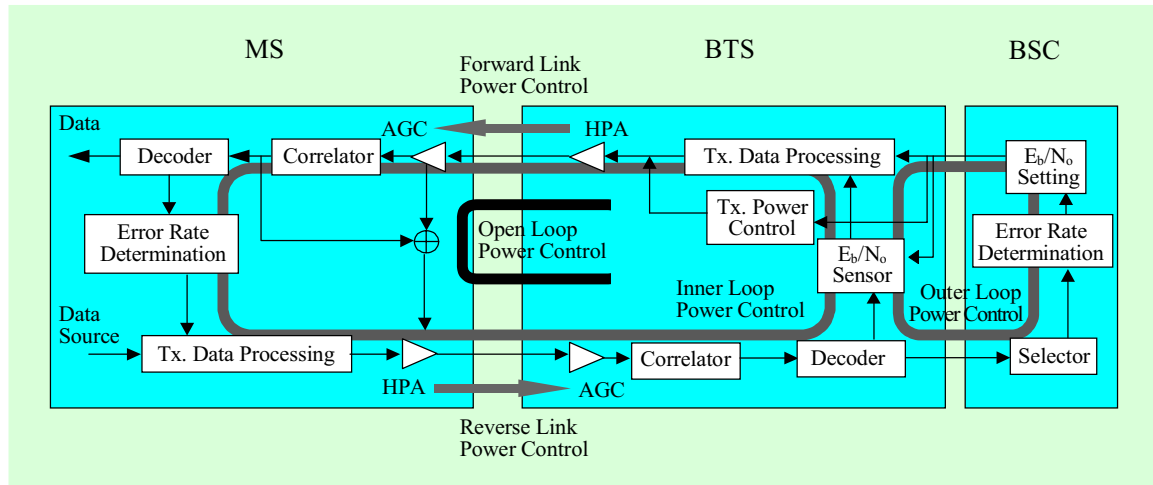 MS
BTS
BSC
Forward Link
Power Control
Data
AGC
HPA
Decoder
Correlator
Tx. Data Processing
Eb/No
Setting
Tx. Power
Control
Error Rate
Determination
Open Loop
Power Control
Error Rate
Determination
Eb/No
Sensor
Inner Loop
Power Control
Outer Loop
Power Control
Data
Source
Tx. Data Processing
Correlator
Decoder
Selector
HPA
AGC
Reverse Link
Power Control